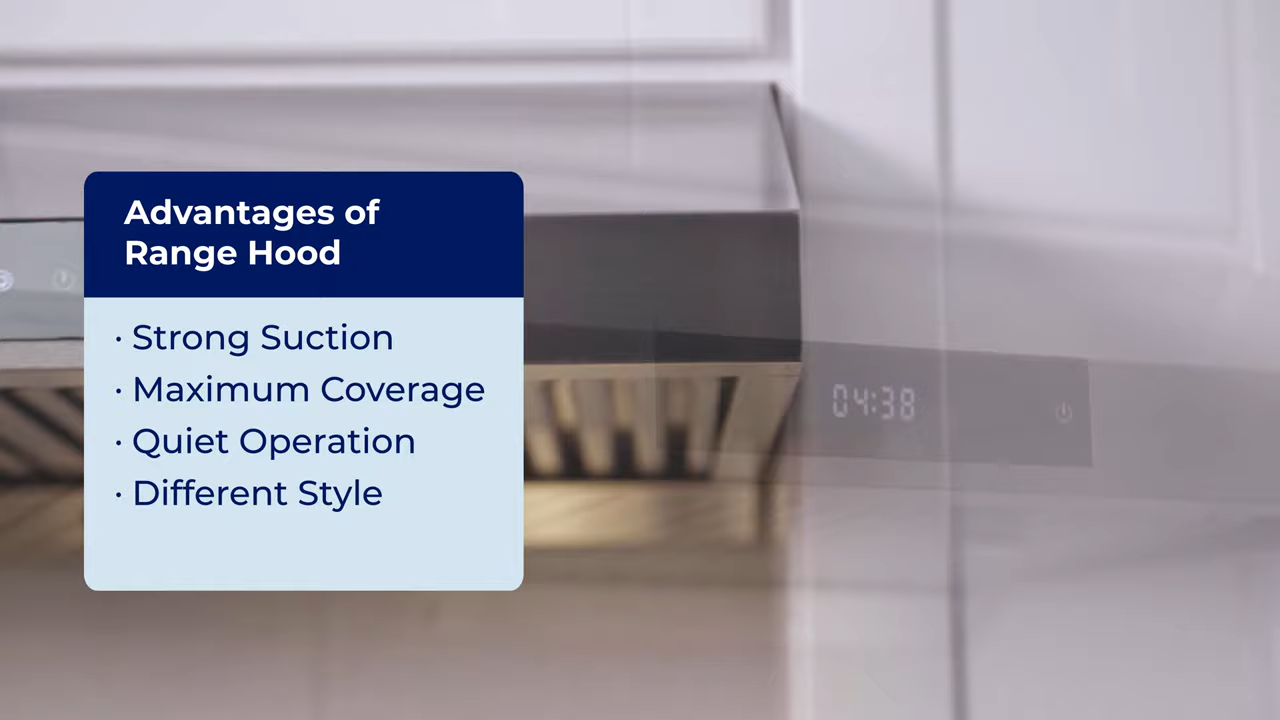 Advantages of
Range Hood
· Strong Suction
· Maximum Coverage
· Quiet Operation
· Different Style
04:38